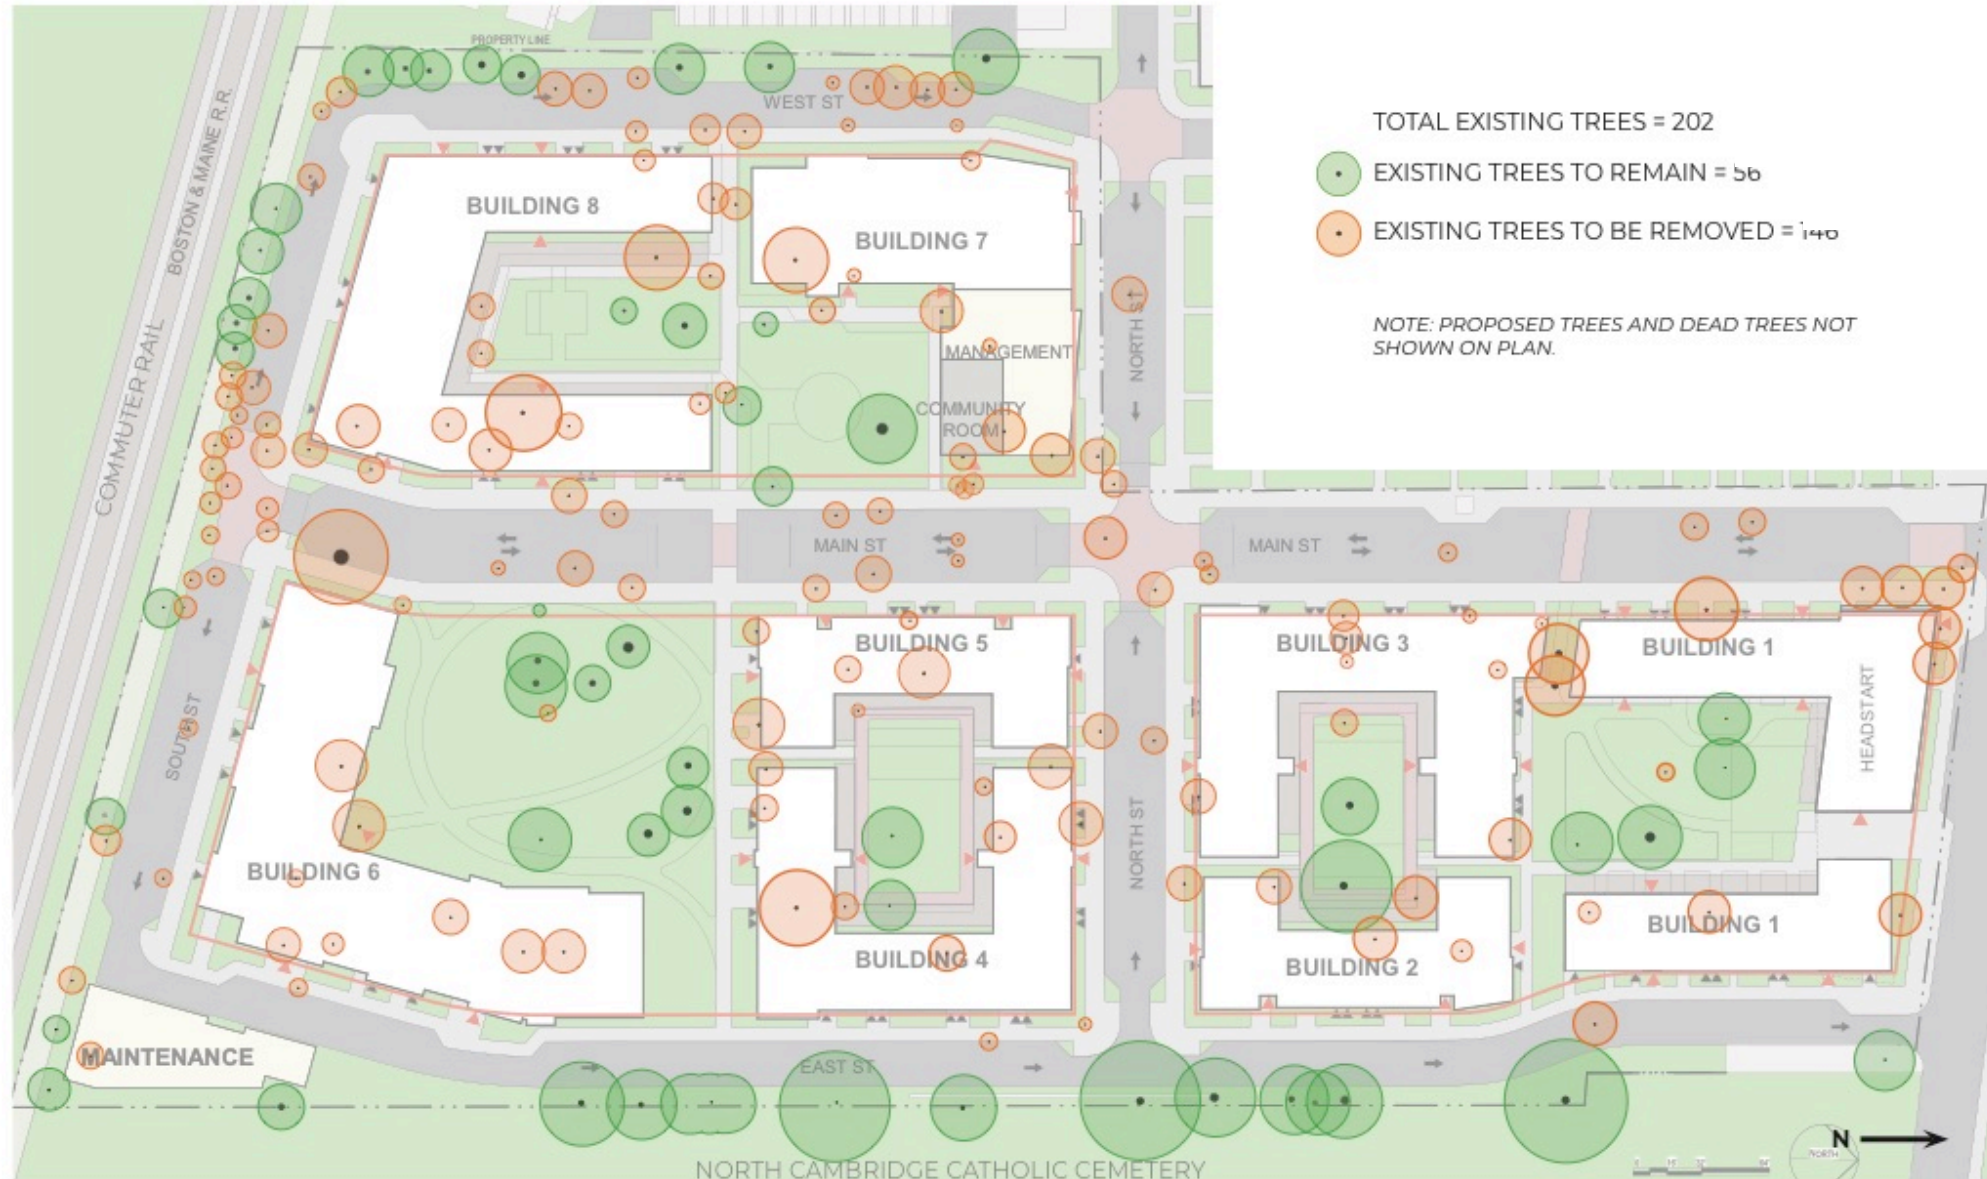 PROPERTY LINE
TOTAL EXISTING TREES = 202
EXISTING TREES TO REMAIN = 56
EXISTING TREES TO BE REMOVED = 146
NOTE: PROPOSED TREES AND DEAD TREES NOT
SHOWN ON PLAN.
WEST ST
BOSTON & MAINE R.R.
COMMUTER RAIL
BUILDING 8
BUILDING 7
NORTH ST
MANAGEMENT
COMMUNITY
ROOM
MAIN ST
MAIN ST
SOUTH ST
BUILDING 5
BUILDING 3
BUILDING 1
HEADSTART
BUILDING 6
NORTH ST
BUILDING 4
BUILDING 2
BUILDING 1
MAINTENANCE
EAST ST
NORTH CAMBRIDGE CATHOLIC CEMETERY
N
NORTH